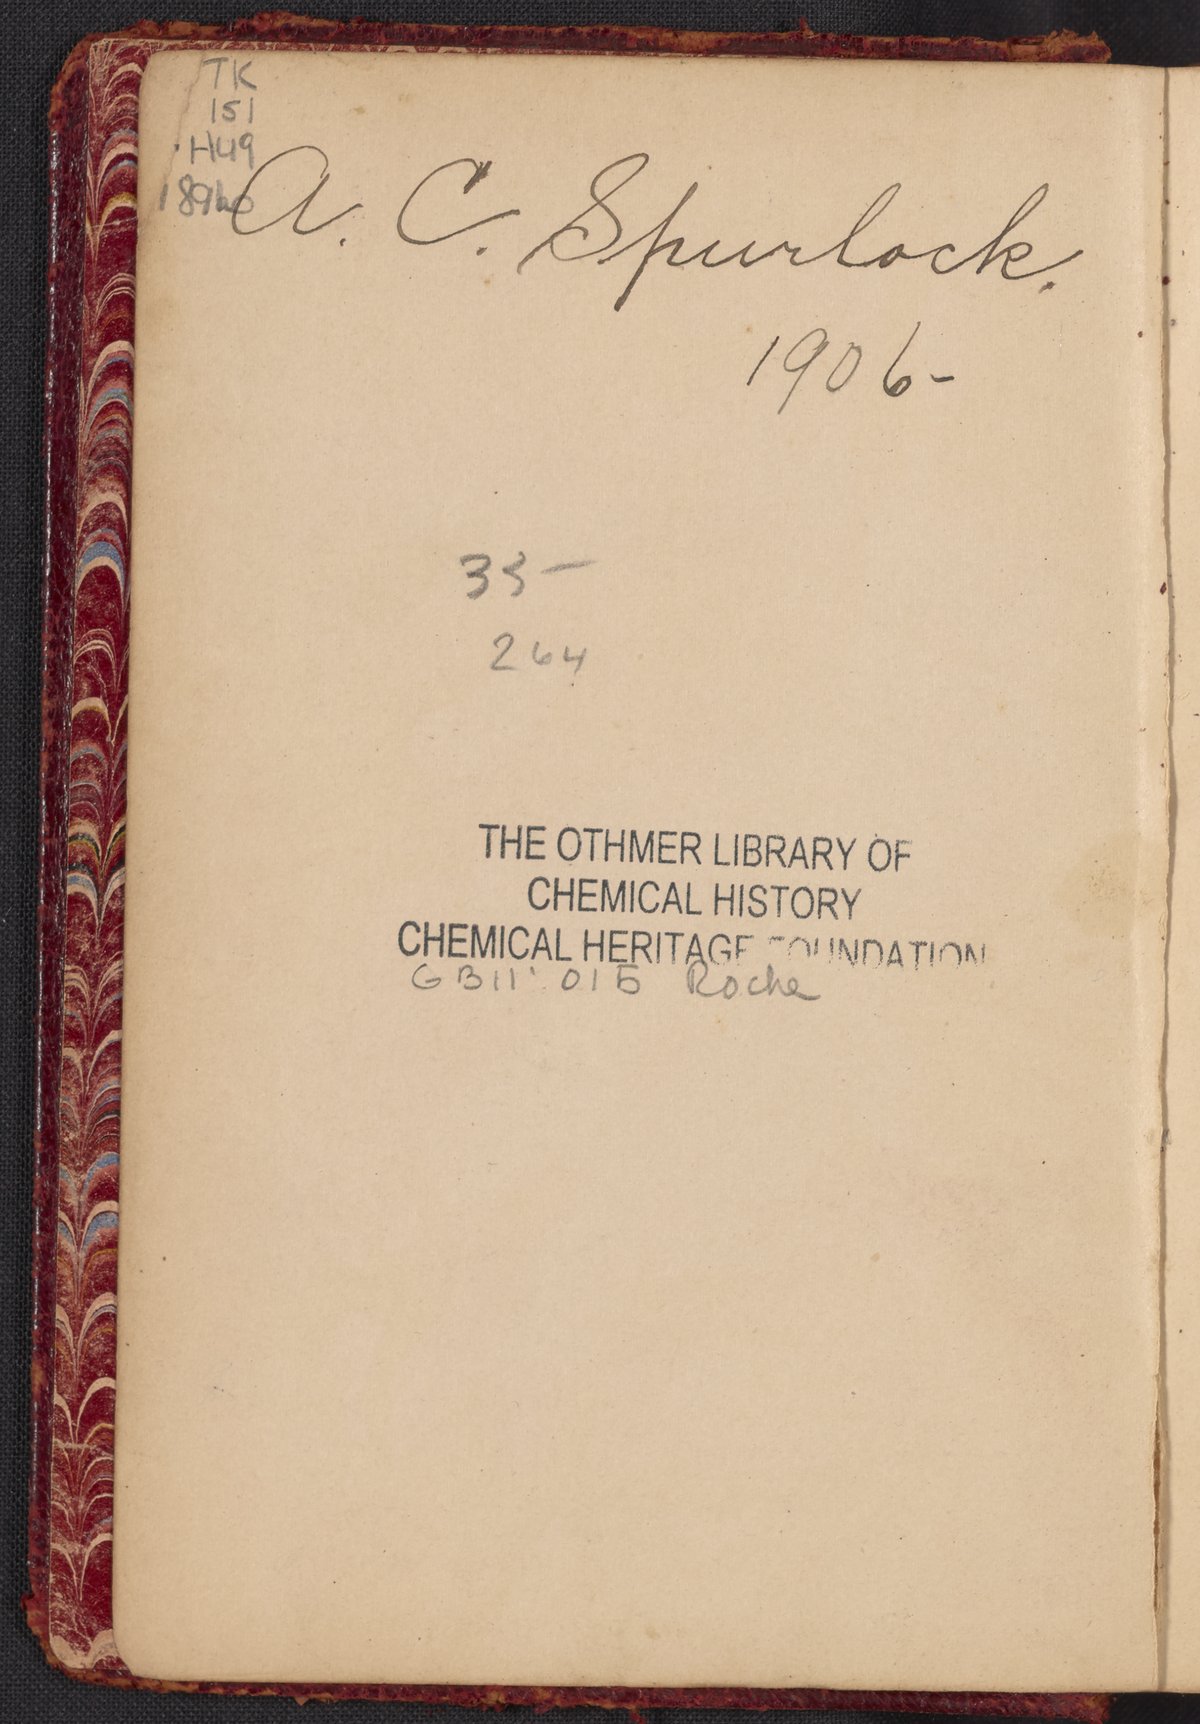 TK
151
.H49
1896
A. C. Spurlock.
1906-
35-
264
THE OTHMER LIBRARY OF
CHEMICAL HISTORY
CHEMICAL HERITAGE FOUNDATION
GB11:015 Roche